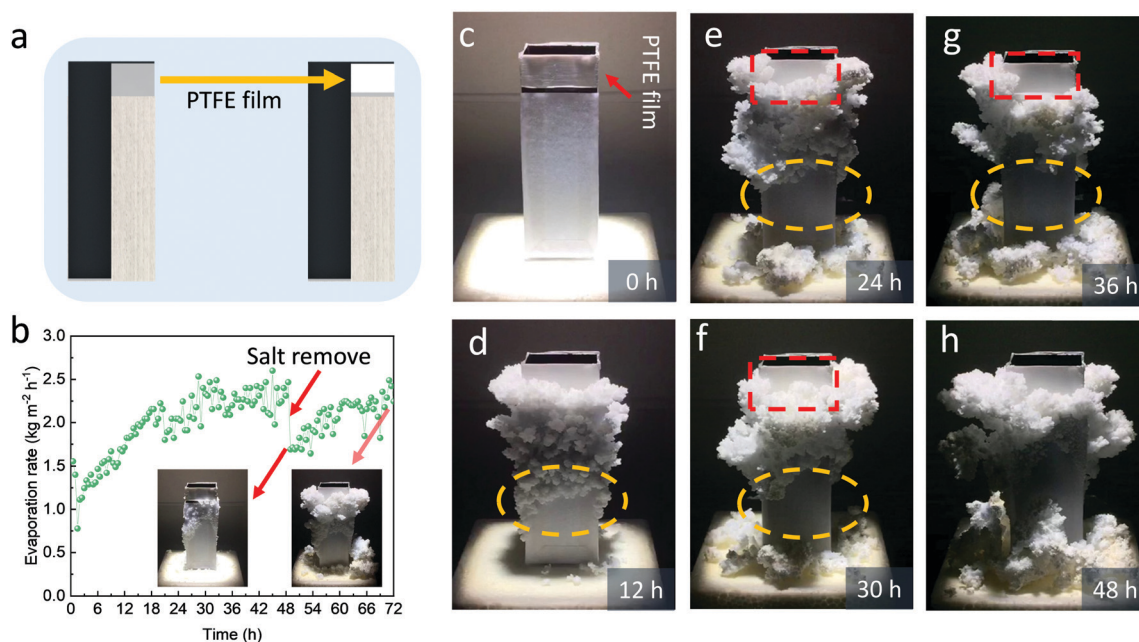 a
PTFE film
b
Salt remove
Evaporation rate (kg m⁻² h⁻¹)
3.0
2.5
2.0
1.5
1.0
0.5
0.0
0 6 12 18 24 30 36 42 48 54 60 66 72
Time (h)
c
PTFE film
0 h
d
12 h
e
24 h
f
30 h
g
36 h
h
48 h